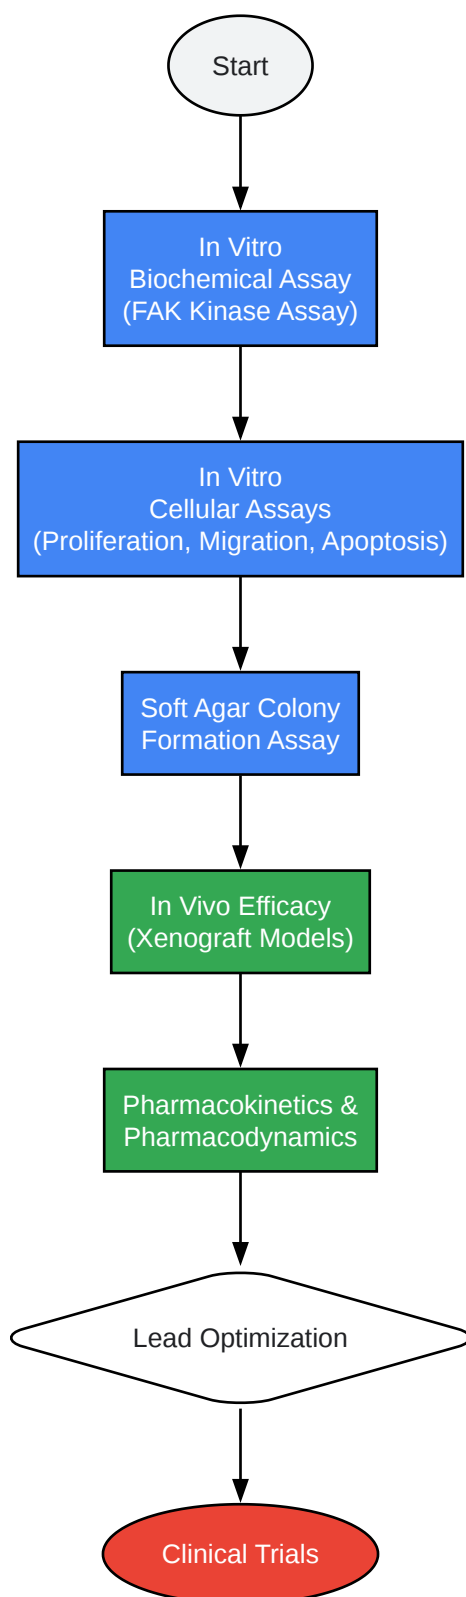 Start
In Vitro
Biochemical Assay
(FAK Kinase Assay)
In Vitro
Cellular Assays
(Proliferation, Migration, Apoptosis)
Soft Agar Colony
Formation Assay
In Vivo Efficacy
(Xenograft Models)
Pharmacokinetics &
Pharmacodynamics
Lead Optimization
Clinical Trials